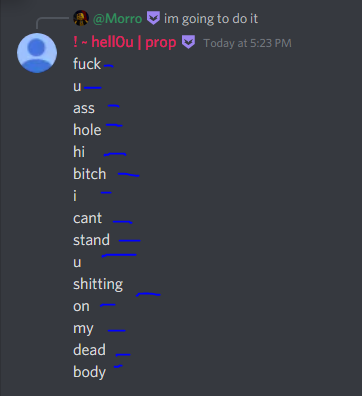 @Morro im going to do it
! ~ hell0u | prop Today at 5:23 PM
fuck
u
ass
hole
hi
bitch
i
cant
stand
u
shitting
on
my
dead
body